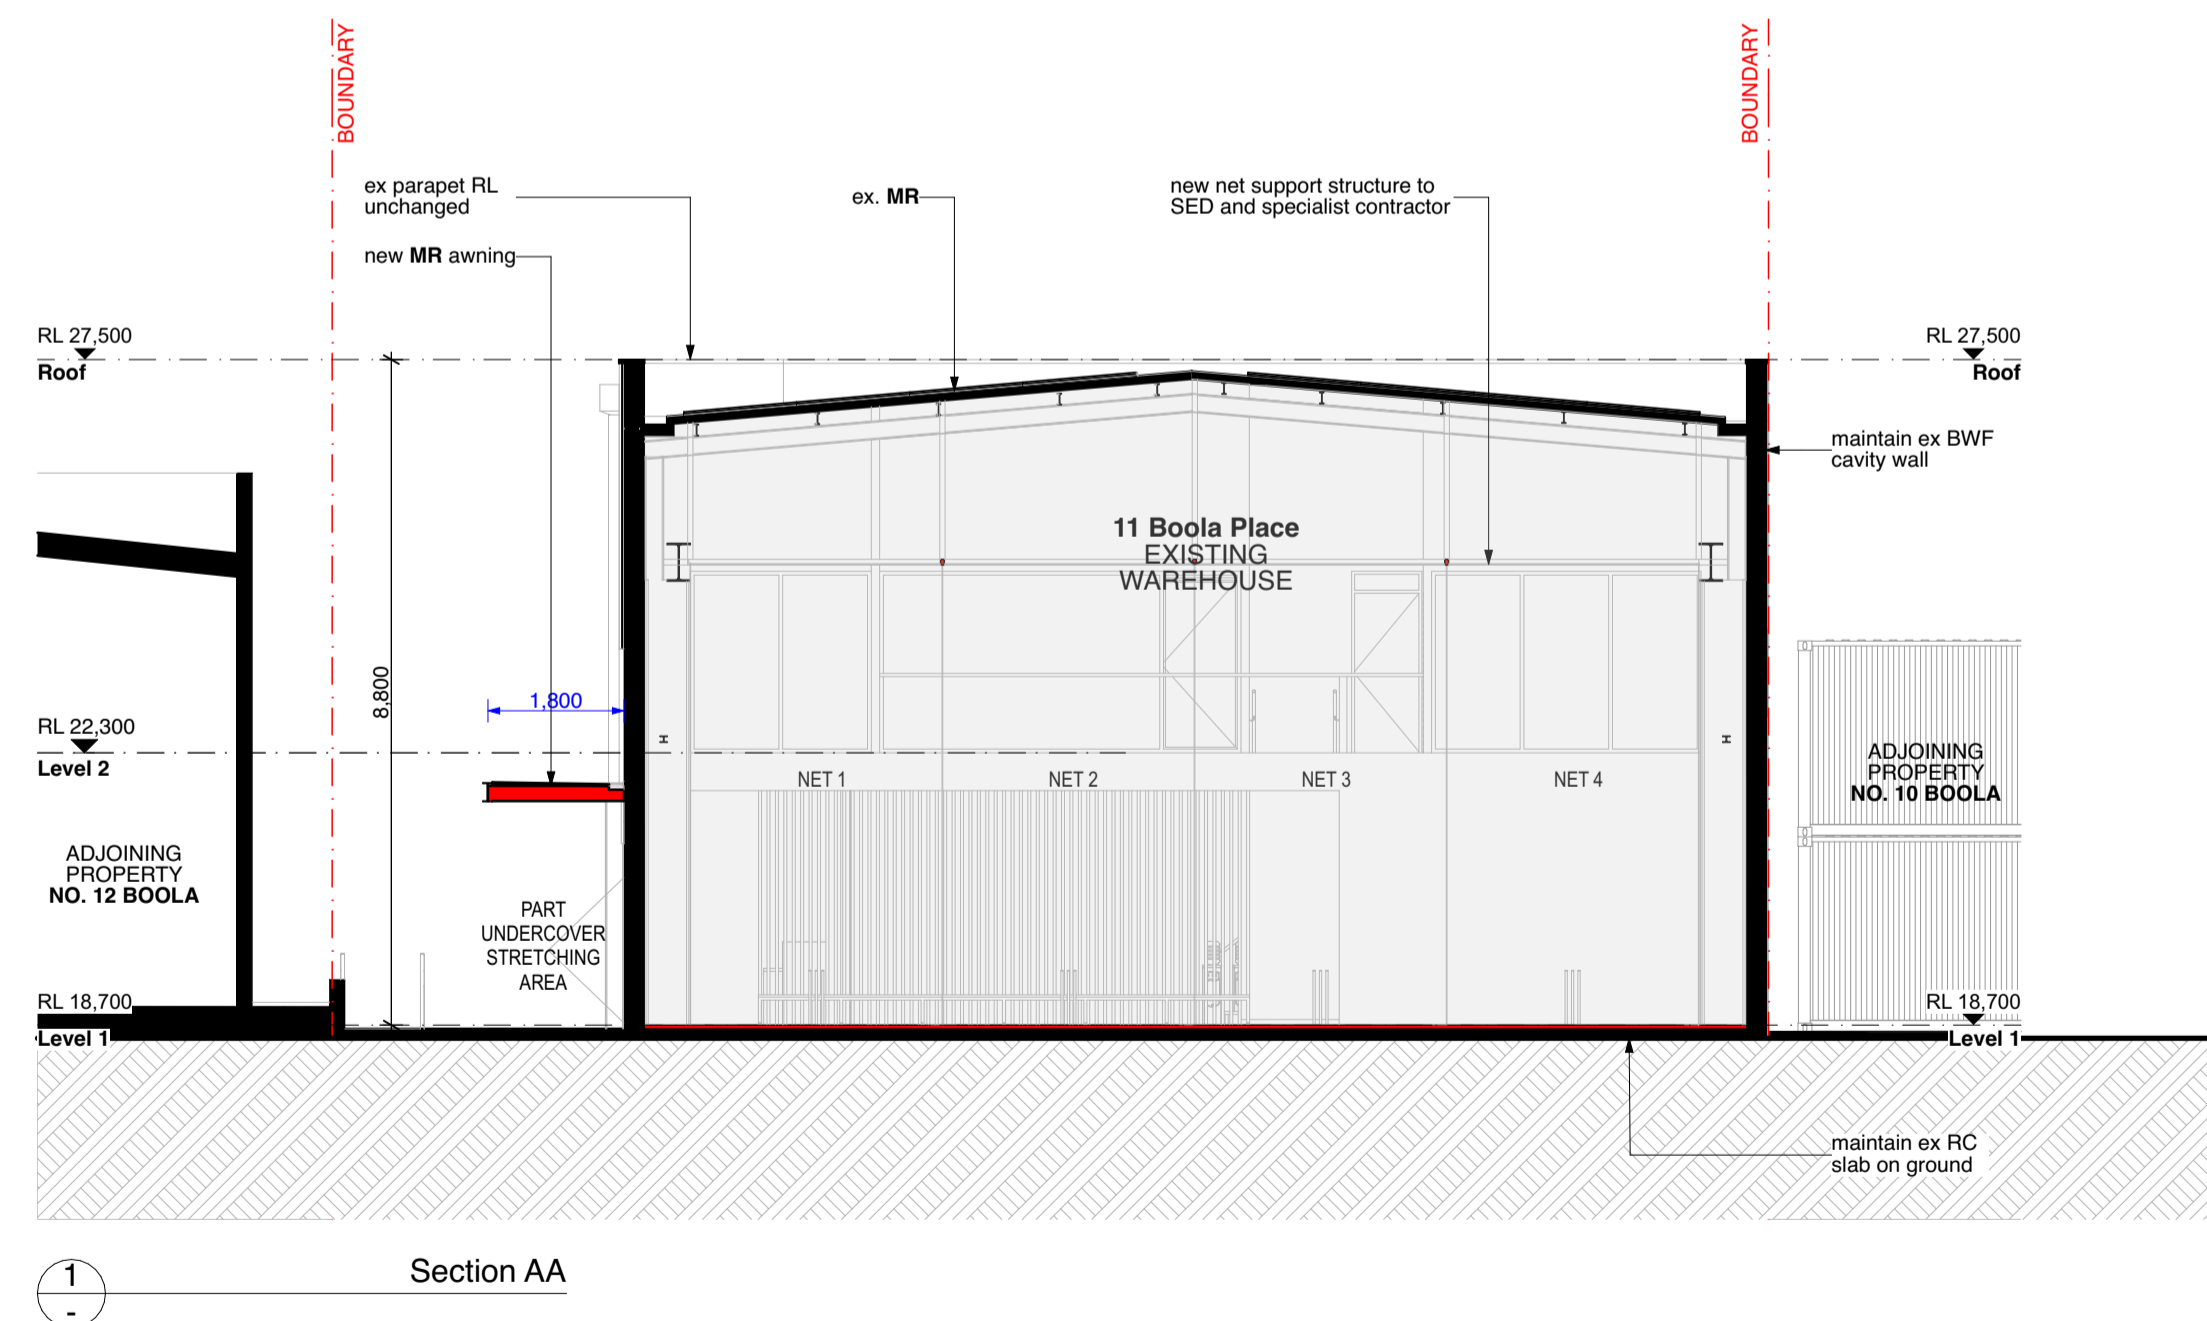 BOUNDARY
BOUNDARY
ex parapet RL
unchanged
ex. MR
new net support structure to
SED and specialist contractor
new MR awning
RL 27,500
Roof
RL 27,500
Roof
maintain ex BWF
cavity wall
11 Boola Place
EXISTING
WAREHOUSE
8,800
1,800
RL 22,300
Level 2
NET 1
NET 2
NET 3
NET 4
ADJOINING
PROPERTY
NO. 10 BOOLA
ADJOINING
PROPERTY
NO. 12 BOOLA
PART
UNDERCOVER
STRETCHING
AREA
RL 18,700
Level 1
RL 18,700
Level 1
maintain ex RC
slab on ground
1
-
Section AA